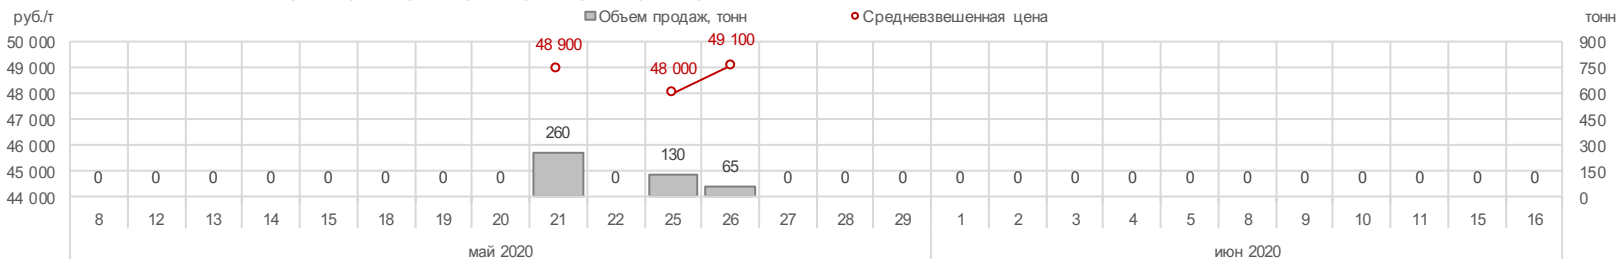 руб./т Объем продаж, тонн Средневзвешенная цена тонн
50 000 48 900 49 100 900
49 000 48 000 750
48 000 600
47 000 450
46 000 260 130 65 300
45 000 0 0 0 0 0 0 0 0 0 0 0 0 0 0 0 0 0 0 0 0 0 0 0 150
44 000 0
8 12 13 14 15 18 19 20 21 22 25 26 27 28 29 1 2 3 4 5 8 9 10 11 15 16
май 2020 июн 2020